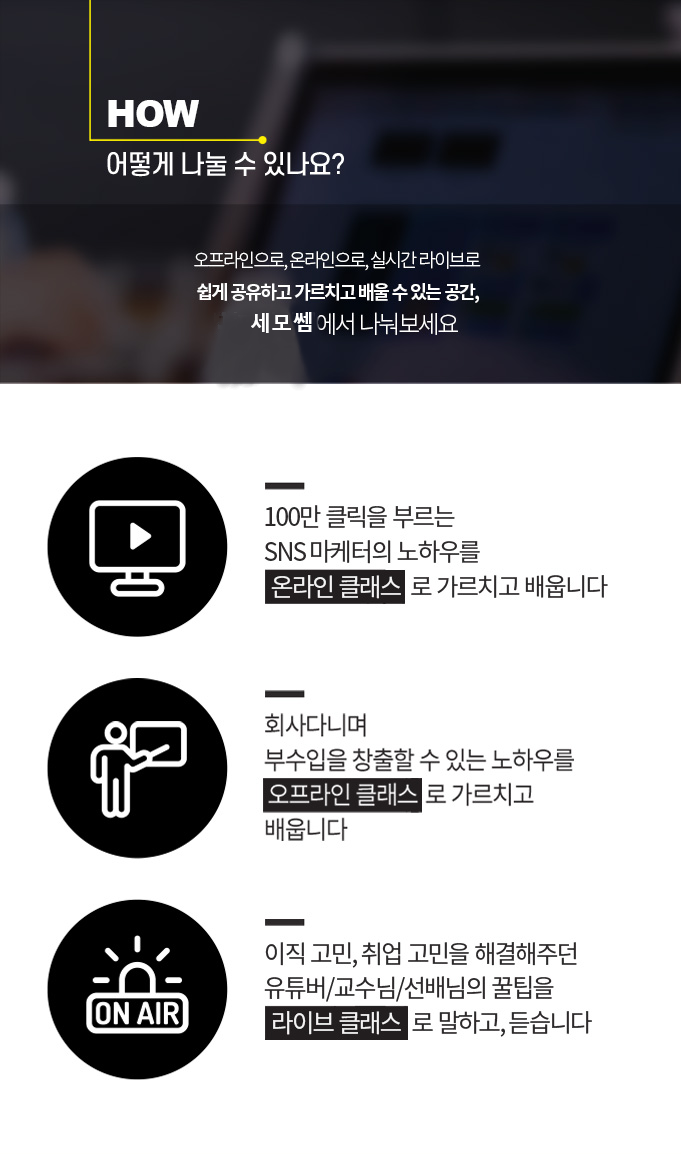 HOW
어떻게 나눌 수 있나요?
오프라인으로, 온라인으로, 실시간 라이브로
쉽게 공유하고 가르치고 배울 수 있는 공간,
세모쌤에서 나눠보세요
100만 클릭을 부르는
SNS 마케터의 노하우를
온라인 클래스 로 가르치고 배웁니다
회사다니며
부수입을 창출할 수 있는 노하우를
오프라인 클래스 로 가르치고
배웁니다
이직 고민, 취업 고민을 해결해주던
유튜버/교수님/선배님의 꿀팁을
ON AIR
라이브 클래스 로 말하고, 듣습니다